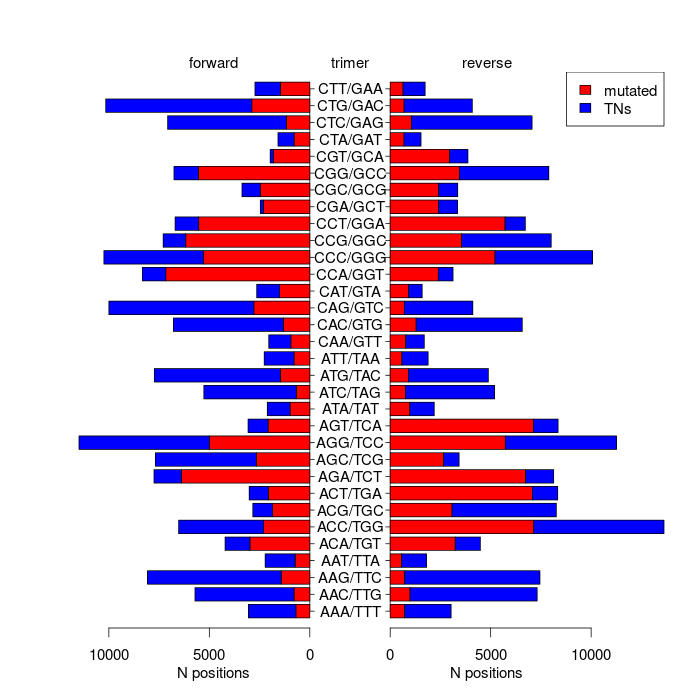 forward trimer reverse
mutated
TNs
CTT/GAA
CTG/GAC
CTC/GAG
CTA/GAT
CGT/GCA
CGG/GCC
CGC/GCG
CGA/GCT
CCT/GGA
CCG/GGC
CCC/GGG
CCA/GGT
CAT/GTA
CAG/GTC
CAC/GTG
CAA/GTT
ATT/TAA
ATG/TAC
ATC/TAG
ATA/TAT
AGT/TCA
AGG/TCC
AGC/TCG
AGA/TCT
ACT/TGA
ACG/TGC
ACC/TGG
ACA/TGT
AAT/TTA
AAG/TTC
AAC/TTG
AAA/TTT
10000 5000 0 0 5000 10000
N positions N positions